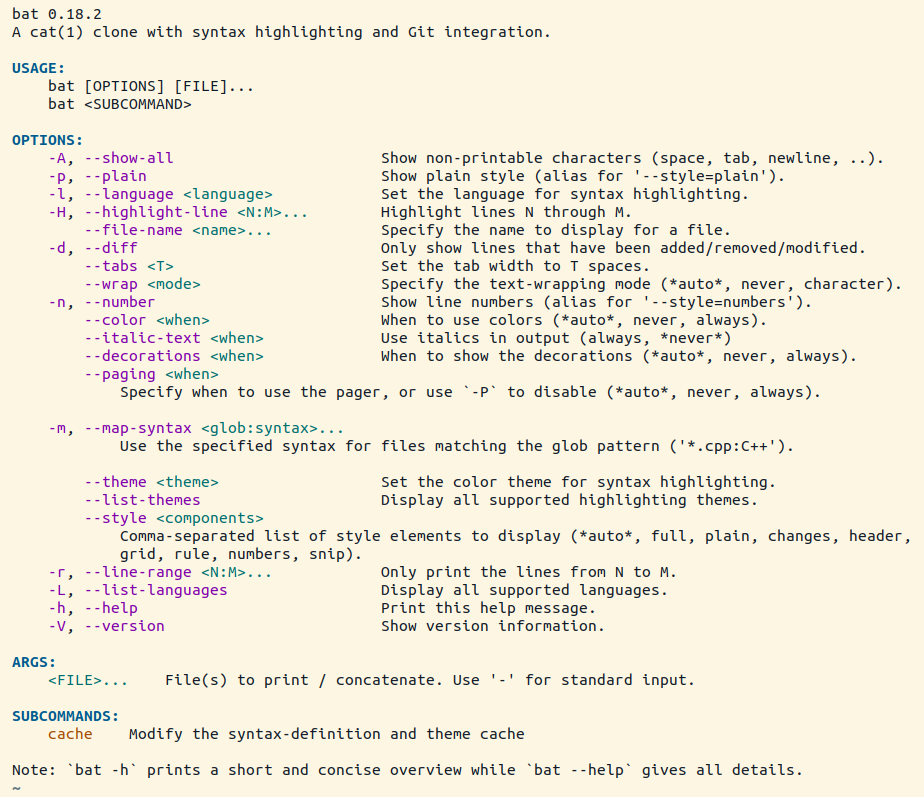 bat 0.18.2
A cat(1) clone with syntax highlighting and Git integration.

USAGE:
    bat [OPTIONS] [FILE]...
    bat <SUBCOMMAND>

OPTIONS:
    -A, --show-all                       Show non-printable characters (space, tab, newline, ..).
    -p, --plain                          Show plain style (alias for '--style=plain').
    -l, --language <language>            Set the language for syntax highlighting.
    -H, --highlight-line <N:M>...        Highlight lines N through M.
        --file-name <name>...            Specify the name to display for a file.
    -d, --diff                           Only show lines that have been added/removed/modified.
        --tabs <T>                       Set the tab width to T spaces.
        --wrap <mode>                    Specify the text-wrapping mode (*auto*, never, character).
    -n, --number                         Show line numbers (alias for '--style=numbers').
        --color <when>                   When to use colors (*auto*, never, always).
        --italic-text <when>             Use italics in output (always, *never*)
        --decorations <when>             When to show the decorations (*auto*, never, always).
        --paging <when>
            Specify when to use the pager, or use `-P` to disable (*auto*, never, always).

    -m, --map-syntax <glob:syntax>...
            Use the specified syntax for files matching the glob pattern ('*.cpp:C++').

        --theme <theme>                  Set the color theme for syntax highlighting.
        --list-themes                    Display all supported highlighting themes.
        --style <components>
            Comma-separated list of style elements to display (*auto*, full, plain, changes, header,
            grid, rule, numbers, snip).
    -r, --line-range <N:M>...            Only print the lines from N to M.
    -L, --list-languages                 Display all supported languages.
    -h, --help                           Print this help message.
    -V, --version                        Show version information.

ARGS:
    <FILE>...    File(s) to print / concatenate. Use '-' for standard input.

SUBCOMMANDS:
    cache    Modify the syntax-definition and theme cache

Note: `bat -h` prints a short and concise overview while `bat --help` gives all details.
~